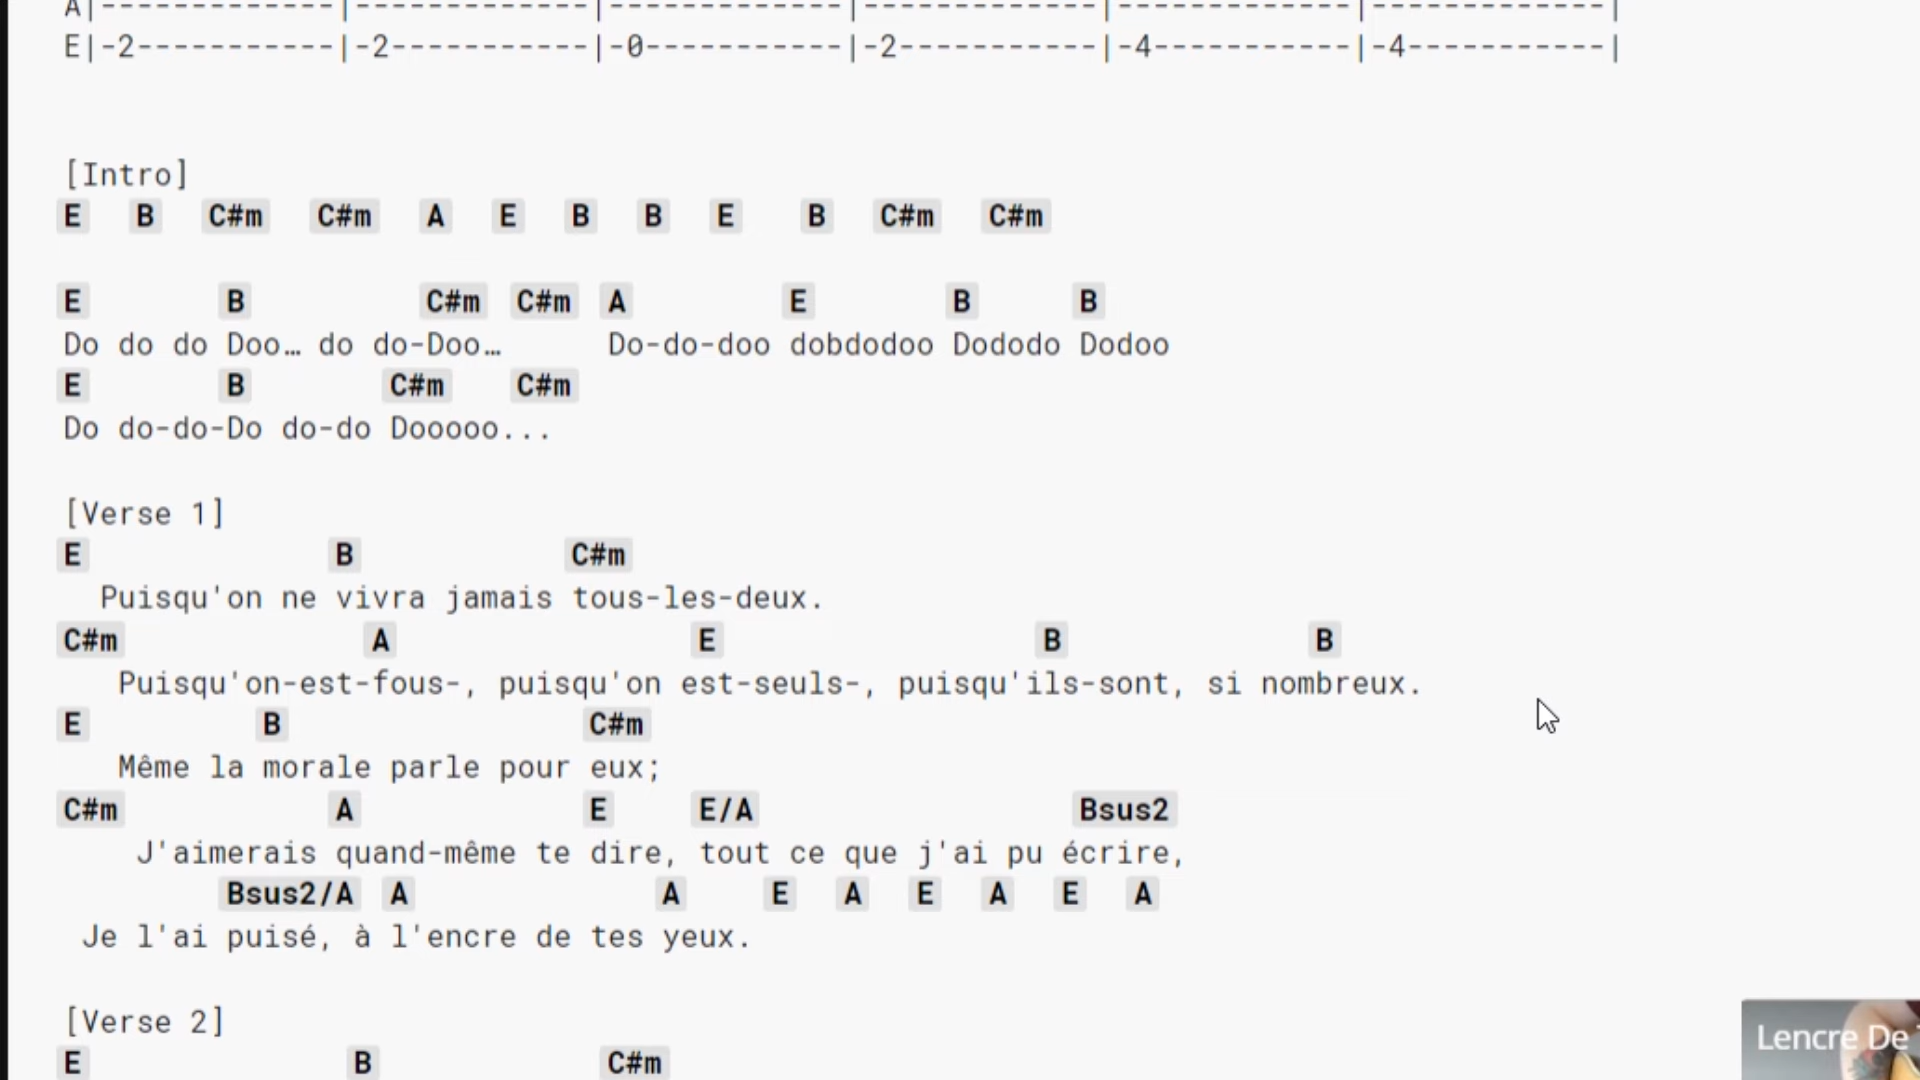 A|-------------|-------------|-------------|-------------|-------------|-------------|
E|-2-----------|-2-----------|-0-----------|-2-----------|-4-----------|-4-----------|
[Intro]
E B C#m C#m A E B B E B C#m C#m
E B C#m C#m A E B B
Do do do Doo… do do-Doo… Do-do-doo dobdodoo Dododo Dodoo
E B C#m C#m
Do do-do-Do do-do Dooooo...
[Verse 1]
E B C#m
Puisqu'on ne vivra jamais tous-les-deux.
C#m A E B B
Puisqu'on-est-fous-, puisqu'on est-seuls-, puisqu'ils-sont, si nombreux.
E B C#m
Même la morale parle pour eux;
C#m A E E/A Bsus2
J'aimerais quand-même te dire, tout ce que j'ai pu écrire,
Bsus2/A A A E A E A E A
Je l'ai puisé, à l'encre de tes yeux.
[Verse 2]
E B C#m
Lencre De